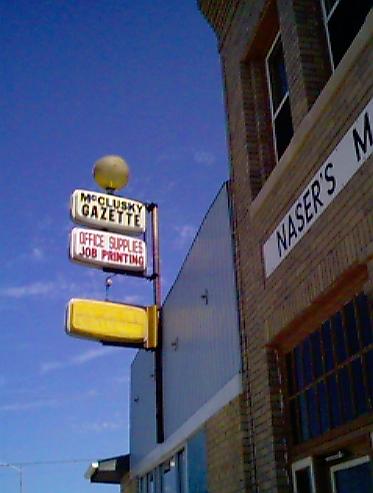 McCLUSKY
GAZETTE
OFFICE SUPPLIES
JOB PRINTING
NASER'S M